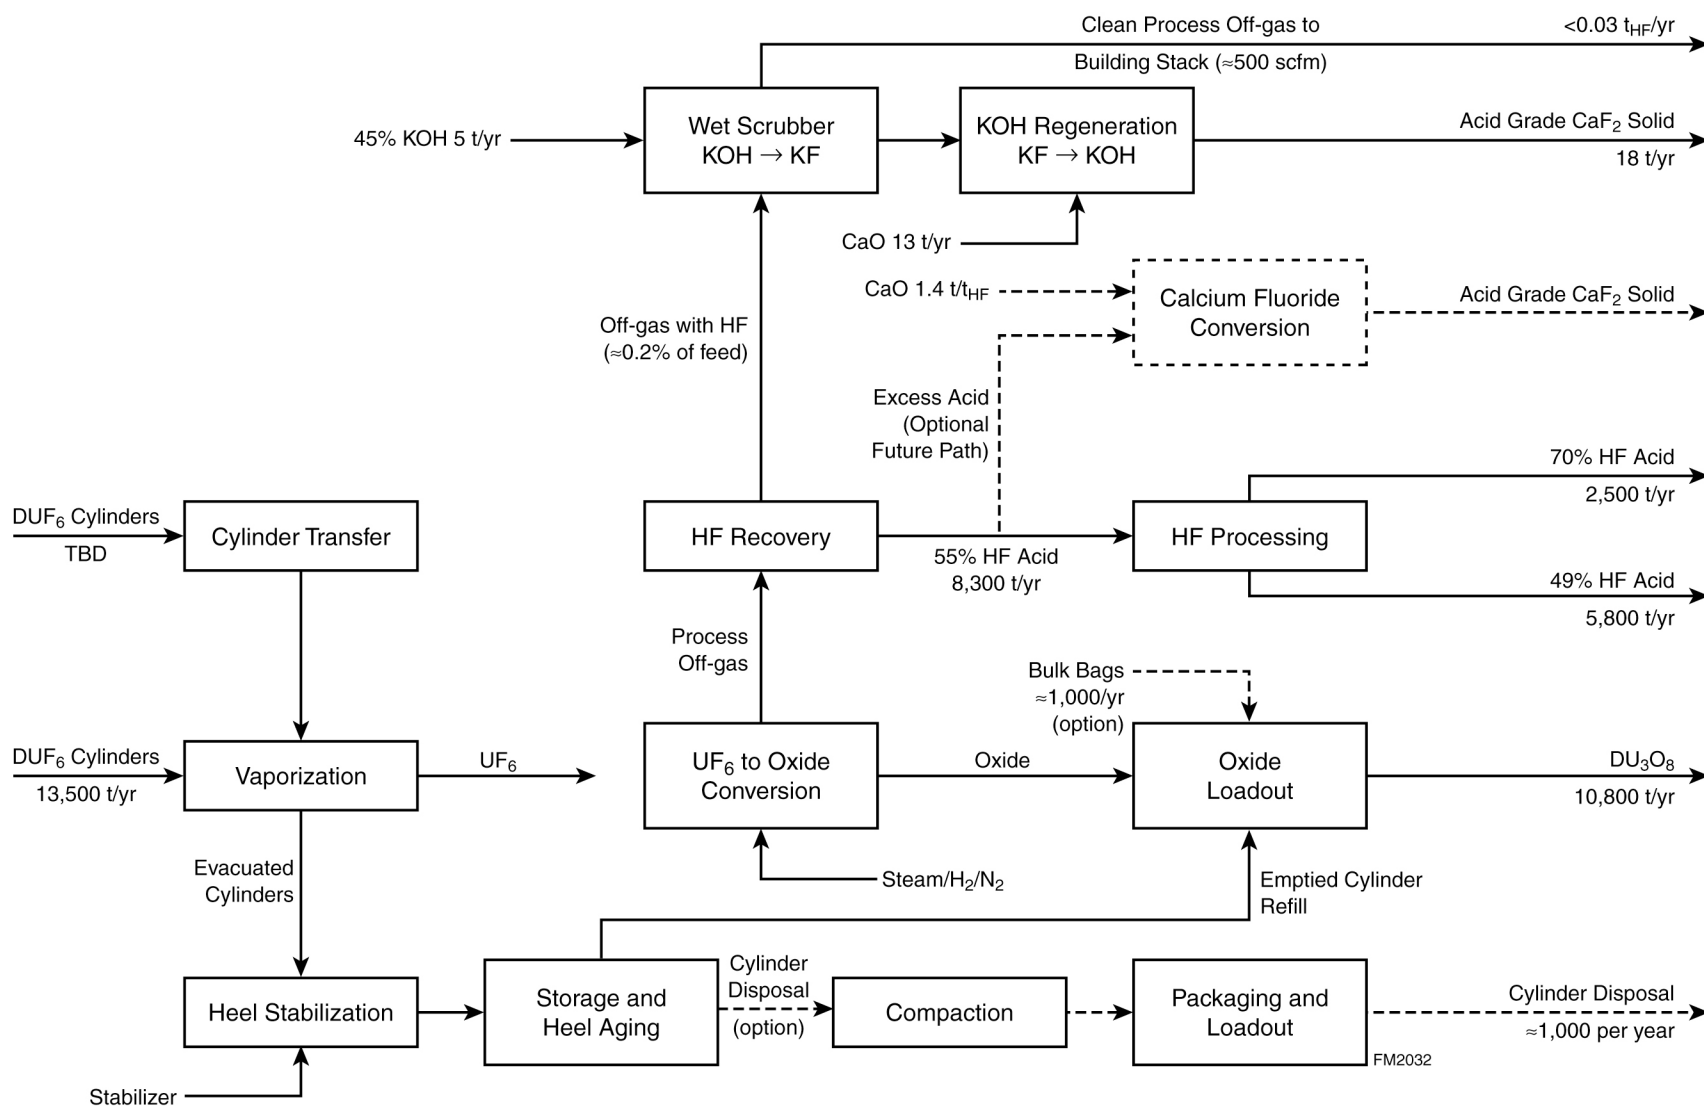 Clean Process Off-gas to
Building Stack (≈500 scfm)
<0.03 tHF/yr
45% KOH 5 t/yr
Wet Scrubber
KOH → KF
KOH Regeneration
KF → KOH
Acid Grade CaF2 Solid
18 t/yr
CaO 13 t/yr
CaO 1.4 t/tHF
Calcium Fluoride
Conversion
Acid Grade CaF2 Solid
Off-gas with HF
(≈0.2% of feed)
Excess Acid
(Optional
Future Path)
70% HF Acid
2,500 t/yr
DUF6 Cylinders
TBD
Cylinder Transfer
HF Recovery
55% HF Acid
8,300 t/yr
HF Processing
49% HF Acid
5,800 t/yr
Process
Off-gas
Bulk Bags
≈1,000/yr
(option)
DUF6 Cylinders
13,500 t/yr
Vaporization
UF6
UF6 to Oxide
Conversion
Oxide
Oxide
Loadout
DU3O8
10,800 t/yr
Evacuated
Cylinders
Steam/H2/N2
Emptied Cylinder
Refill
Heel Stabilization
Storage and
Heel Aging
Cylinder
Disposal
(option)
Compaction
Packaging and
Loadout
Cylinder Disposal
≈1,000 per year
FM2032
Stabilizer